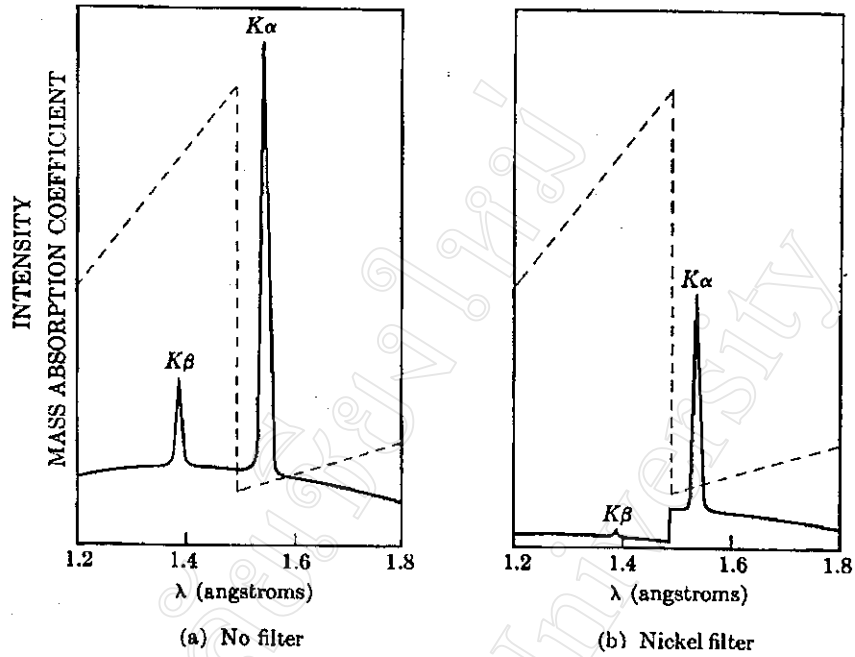 INTENSITY
MASS ABSORPTION COEFFICIENT
Kα
Kβ
1.2 1.4 1.6 1.8
λ (angstroms)
(a) No filter
Kα
Kβ
1.2 1.4 1.6 1.8
λ (angstroms)
(b) Nickel filter
University